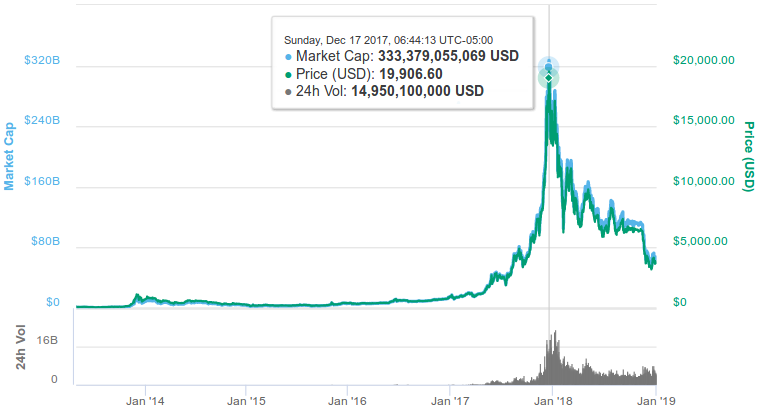 Sunday, Dec 17 2017, 06:44:13 UTC-05:00
Market Cap: 333,379,055,069 USD
Price (USD): 19,906.60
24h Vol: 14,950,100,000 USD
$320B
$240B
$160B
$80B
$0
Market Cap
$20,000.00
$15,000.00
$10,000.00
$5,000.00
$0
Price (USD)
24h Vol
16B
0
Jan '14
Jan '15
Jan '16
Jan '17
Jan '18
Jan '19